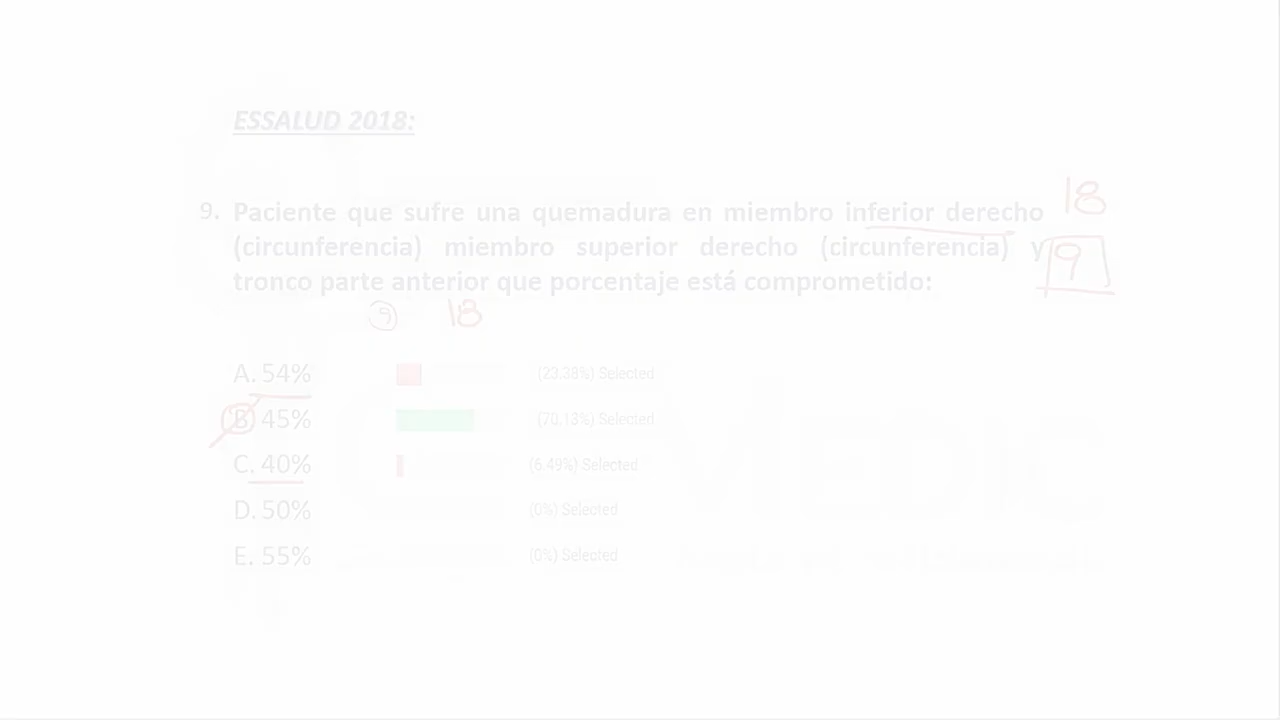 ESSALUD 2018:
18
9. Paciente que sufre una quemadura en miembro inferior derecho
(circunferencia) miembro superior derecho (circunferencia) y
9
tronco parte anterior que porcentaje está comprometido:
9 18
A. 54% (23.38%) Selected
B. 45% (70.13%) Selected
C. 40% (6.49%) Selected
D. 50% (0%) Selected
E. 55% (0%) Selected
MEDIC